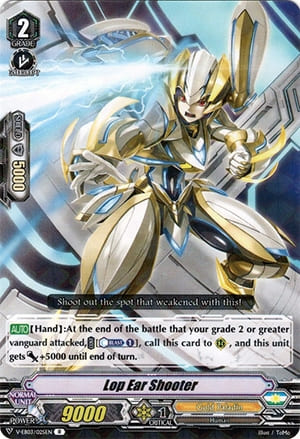 2
GRADE
INTERCEPT
5000
Shoot out the spot that weakened with this!
AUTO [Hand]:At the end of the battle that your grade 2 or greater
vanguard attacked, [ BLAST 1], call this card to R, and this unit
gets +5000 until end of turn.
Lop Ear Shooter
NORMAL
UNIT
POWER
9000
1
CRITICAL
Gold Paladin
Human
V-EB03/025EN R
Illust / ToMo